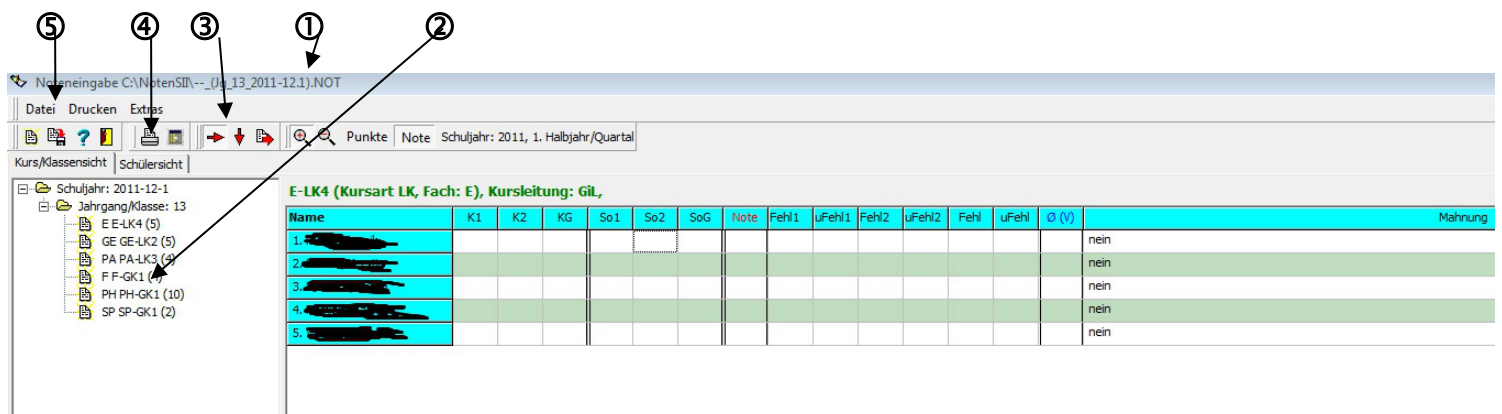 ⑤ ④ ③ ① ②
Noteneingabe C:\NotenSII\--_(Jg_13_2011-12.1).NOT
Datei Drucken Extras
Punkte Note Schuljahr: 2011, 1. Halbjahr/Quartal
Kurs/Klassensicht Schülersicht
Schuljahr: 2011-12-1
Jahrgang/Klasse: 13
E E-LK4 (5)
GE GE-LK2 (5)
PA PA-LK3 (4)
F F-GK1 (4)
PH PH-GK1 (10)
SP SP-GK1 (2)
E-LK4 (Kursart LK, Fach: E), Kursleitung: GiL,
Name K1 K2 KG So1 So2 SoG Note Fehl1 uFehl1 Fehl2 uFehl2 Fehl uFehl Ø (V) Mahnung
1. nein
2. nein
3. nein
4. nein
5. nein